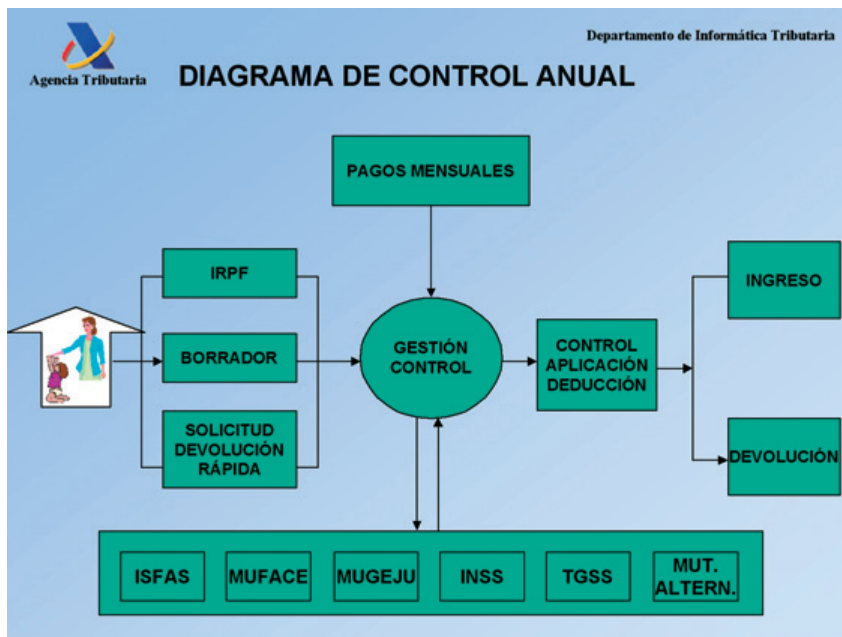 Departamento de Informática Tributaria
Agencia Tributaria
DIAGRAMA DE CONTROL ANUAL
PAGOS MENSUALES
IRPF
BORRADOR
SOLICITUD
DEVOLUCIÓN
RÁPIDA
GESTIÓN
CONTROL
CONTROL
APLICACIÓN
DEDUCCIÓN
INGRESO
DEVOLUCIÓN
ISFAS
MUFACE
MUGEJU
INSS
TGSS
MUT.
ALTERN.